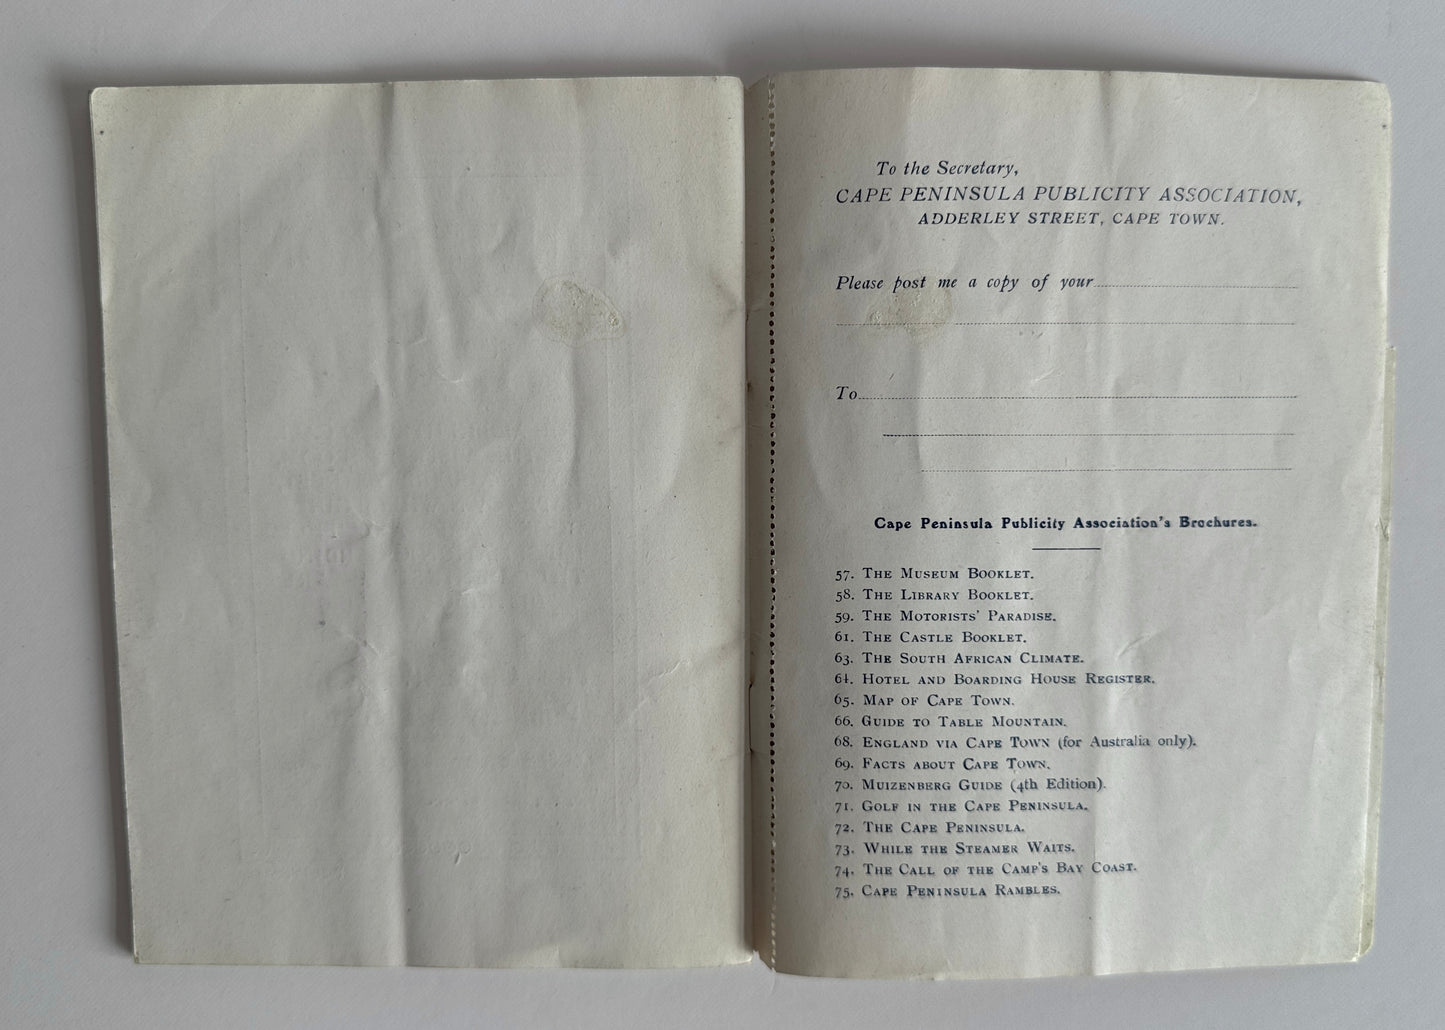 To the Secretary,
CAPE PENINSULA PUBLICITY ASSOCIATION,
ADDERLEY STREET, CAPE TOWN.
Please post me a copy of your
To
Cape Peninsula Publicity Association's Brochures.
57. THE MUSEUM BOOKLET.
58. THE LIBRARY BOOKLET.
59. THE MOTORISTS' PARADISE.
61. THE CASTLE BOOKLET.
63. THE SOUTH AFRICAN CLIMATE.
64. HOTEL AND BOARDING HOUSE REGISTER.
65. MAP OF CAPE TOWN.
66. GUIDE TO TABLE MOUNTAIN.
68. ENGLAND VIA CAPE TOWN (for Australia only).
69. FACTS ABOUT CAPE TOWN.
70. MUIZENBERG GUIDE (4th Edition).
71. GOLF IN THE CAPE PENINSULA.
72. THE CAPE PENINSULA.
73. WHILE THE STEAMER WAITS.
74. THE CALL OF THE CAMP'S BAY COAST.
75. CAPE PENINSULA RAMBLES.